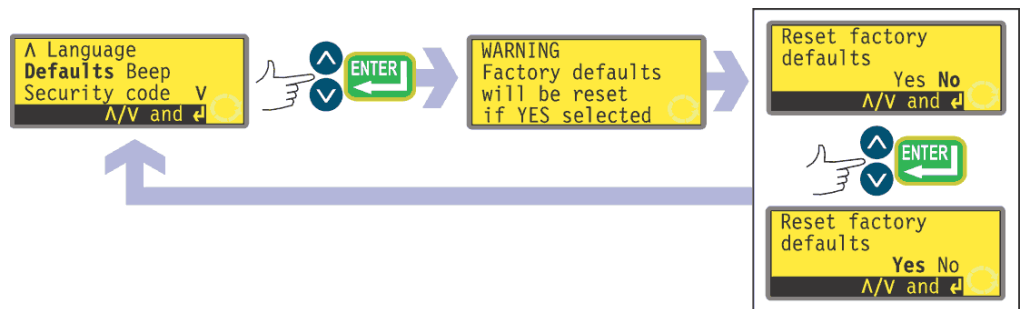 Λ Language
Defaults Beep
Security code V
Λ/V and ↲
ENTER
WARNING
Factory defaults
will be reset
if YES selected
Reset factory
defaults
Yes No
Λ/V and ↲
ENTER
Reset factory
defaults
Yes No
Λ/V and ↲